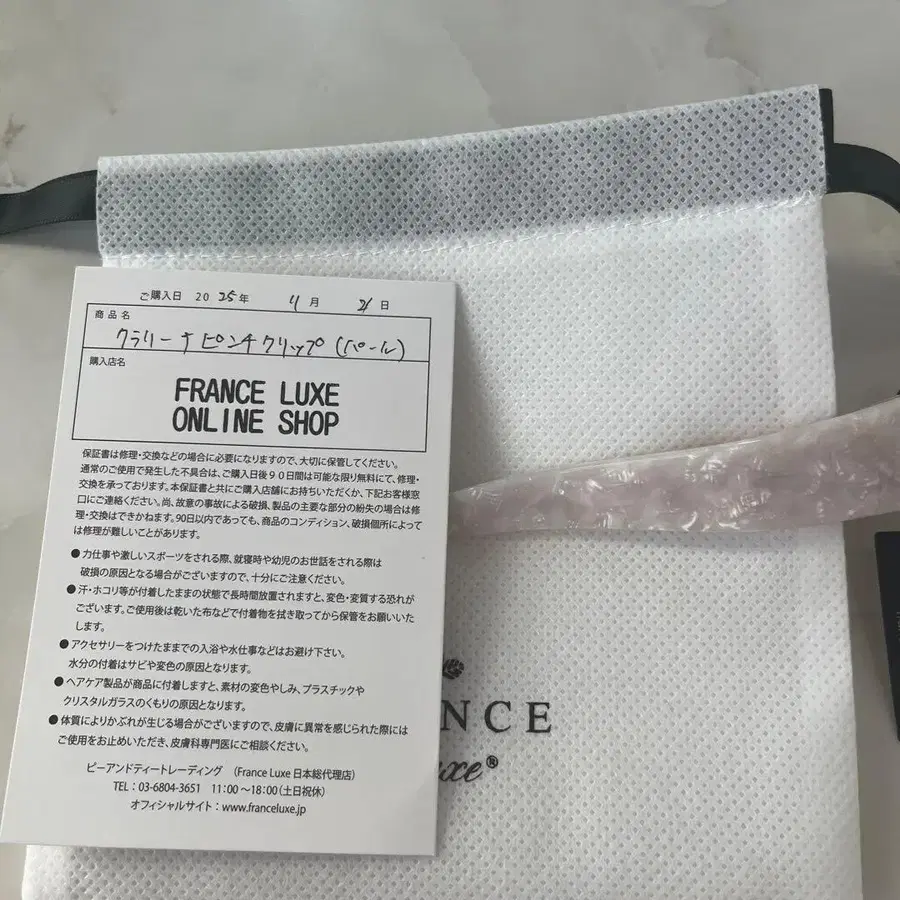 ご購入日 2025年 11月 21日
商品名
クラリーナ ピンチクリップ (パール)
購入店名
FRANCE LUXE
ONLINE SHOP
保証書は修理・交換などの場合に必要になりますので、大切に保管してください。
通常のご使用で発生した不具合は、ご購入日後90日間は可能な限り無料にて、修理・
交換を承っております。本保証書と共にご購入店舗にお持ちいただくか、下記お客様窓
口にご連絡ください。尚、故意の事故による破損、製品の主要な部分の紛失の場合は修
理・交換はできかねます。90日以内であっても、商品のコンディション、破損個所によって
は修理が難しいことがあります。
●力仕事や激しいスポーツをされる際、就寝時や幼児のお世話をされる際は
破損の原因となる場合がございますので、十分にご注意ください。
●汗・ホコリ等が付着したままの状態で長時間放置されますと、変色・変質する恐れが
ございます。ご使用後は乾いた布などで付着物を拭き取ってから保管をお願いいた
します。
●アクセサリーをつけたままでの入浴や水仕事などはお避け下さい。
水分の付着はサビや変色の原因となります。
●ヘアケア製品が商品に付着しますと、素材の変色やしみ、プラスチックや
クリスタルガラスのくもりの原因となります。
●体質によりかぶれが生じる場合がございますので、皮膚に異常を感じられた際には
ご使用をお止めいただき、皮膚科専門医にご相談ください。
ピーアンドティートレーディング (France Luxe 日本総代理店)
TEL:03-6804-3651 11:00~18:00(土日祝休)
オフィシャルサイト:www.franceluxe.jp
NCE
uxe®